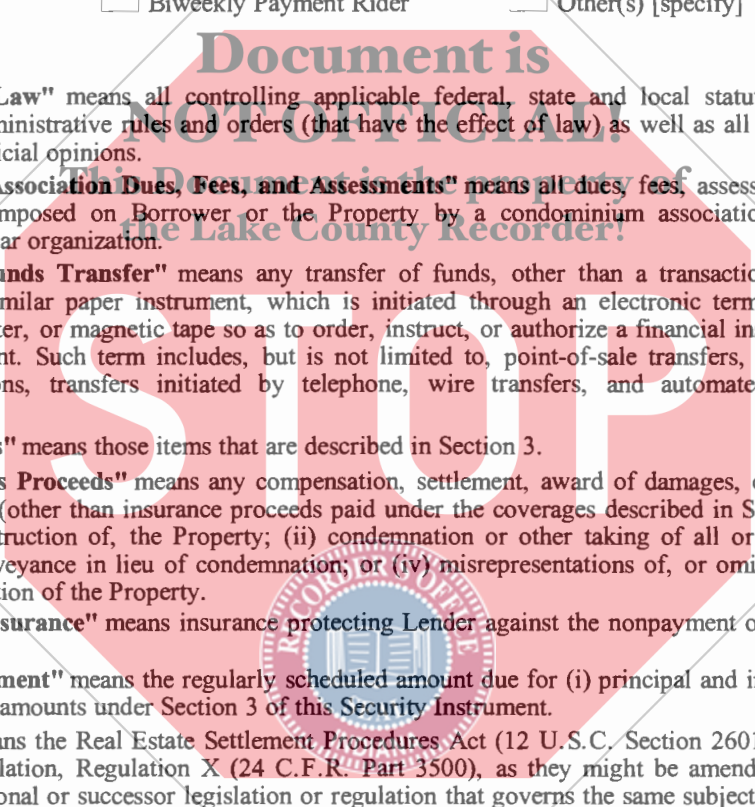 Biweekly Payment Rider Other(s) [specify]
Document is
Law" means all controlling applicable federal, state and local statu
NOT OFFICIAL!
ministrative rules and orders (that have the effect of law) as well as all
icial opinions.
This Document is the property of
Association Dues, Fees, and Assessments" means all dues, fees, assess
mposed on Borrower or the Property by a condominium associatio
the Lake County Recorder!
ar organization.
unds Transfer" means any transfer of funds, other than a transactio
milar paper instrument, which is initiated through an electronic term
ter, or magnetic tape so as to order, instruct, or authorize a financial in
nt. Such term includes, but is not limited to, point-of-sale transfers,
ons, transfers initiated by telephone, wire transfers, and automate
STOP
s" means those items that are described in Section 3.
s Proceeds" means any compensation, settlement, award of damages,
(other than insurance proceeds paid under the coverages described in S
truction of, the Property; (ii) condemnation or other taking of all or
veyance in lieu of condemnation; or (iv) misrepresentations of, or omi
tion of the Property.
RECORDER'S OFFICE
surance" means insurance protecting Lender against the nonpayment o
ment" means the regularly scheduled amount due for (i) principal and i
amounts under Section 3 of this Security Instrument.
ans the Real Estate Settlement Procedures Act (12 U.S.C. Section 2601
lation, Regulation X (24 C.F.R. Part 3500), as they might be amend
onal or successor legislation or regulation that governs the same subject